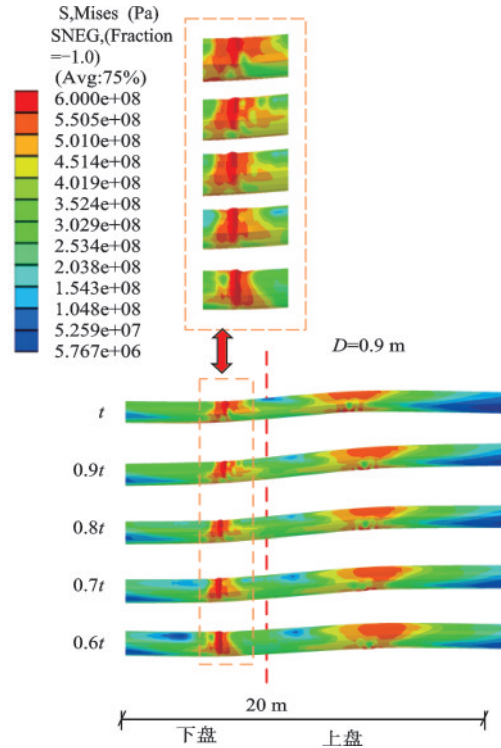 S,Mises (Pa)
SNEG,(Fraction
=−1.0)
(Avg:75%)
6.000e+08
5.505e+08
5.010e+08
4.514e+08
4.019e+08
3.524e+08
3.029e+08
2.534e+08
2.038e+08
1.543e+08
1.048e+08
5.259e+07
5.767e+06
D=0.9 m
t
0.9t
0.8t
0.7t
0.6t
20 m
下盘 上盘